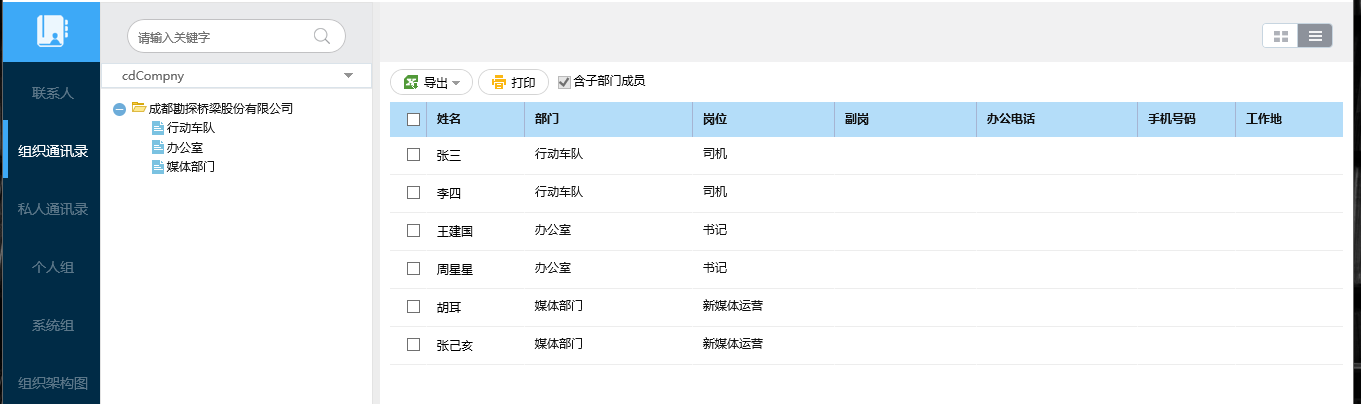 请输入关键字
联系人
组织通讯录
私人通讯录
个人组
系统组
组织架构图
cdCompny
成都勘探桥梁股份有限公司
行动车队
办公室
媒体部门
导出 打印 含子部门成员
姓名 部门 岗位 副岗 办公电话 手机号码 工作地
张三 行动车队 司机
李四 行动车队 司机
王建国 办公室 书记
周星星 办公室 书记
胡耳 媒体部门 新媒体运营
张己亥 媒体部门 新媒体运营